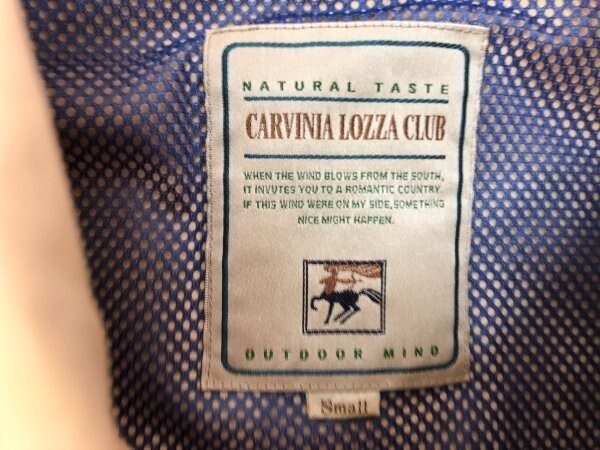 NATURAL TASTE
CARVINIA LOZZA CLUB
WHEN THE WIND BLOWS FROM THE SOUTH,
IT INVUTES YOU TO A ROMANTIC COUNTRY.
IF THIS WIND WERE ON MY SIDE, SOMETHING
NICE MIGHT HAPPEN.
OUTDOOR MIND
Small